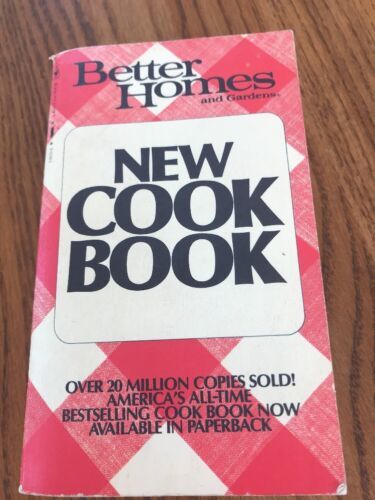 Better
Homes
and Gardens®
NEW
COOK
BOOK
OVER 20 MILLION COPIES SOLD!
AMERICA'S ALL-TIME
BESTSELLING COOK BOOK NOW
AVAILABLE IN PAPERBACK